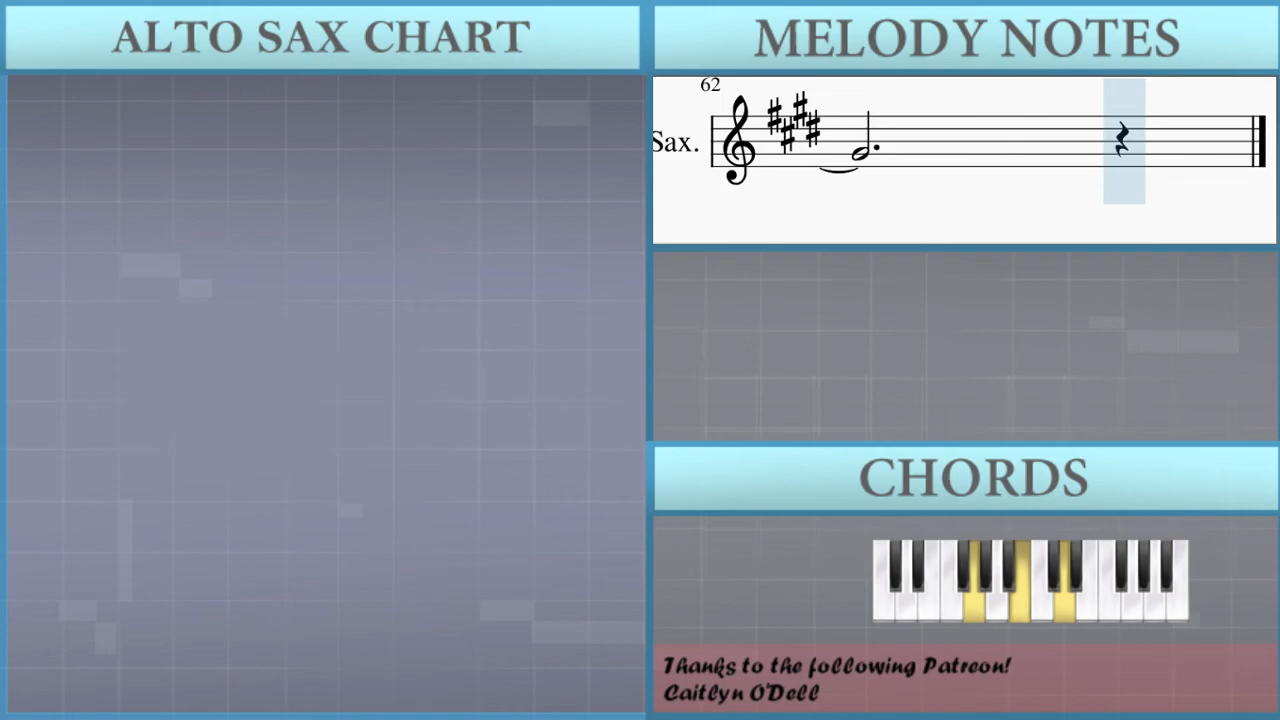 ALTO SAX CHART
MELODY NOTES
62
Sax.
CHORDS
Thanks to the following Patreon!
Caitlyn O'Dell